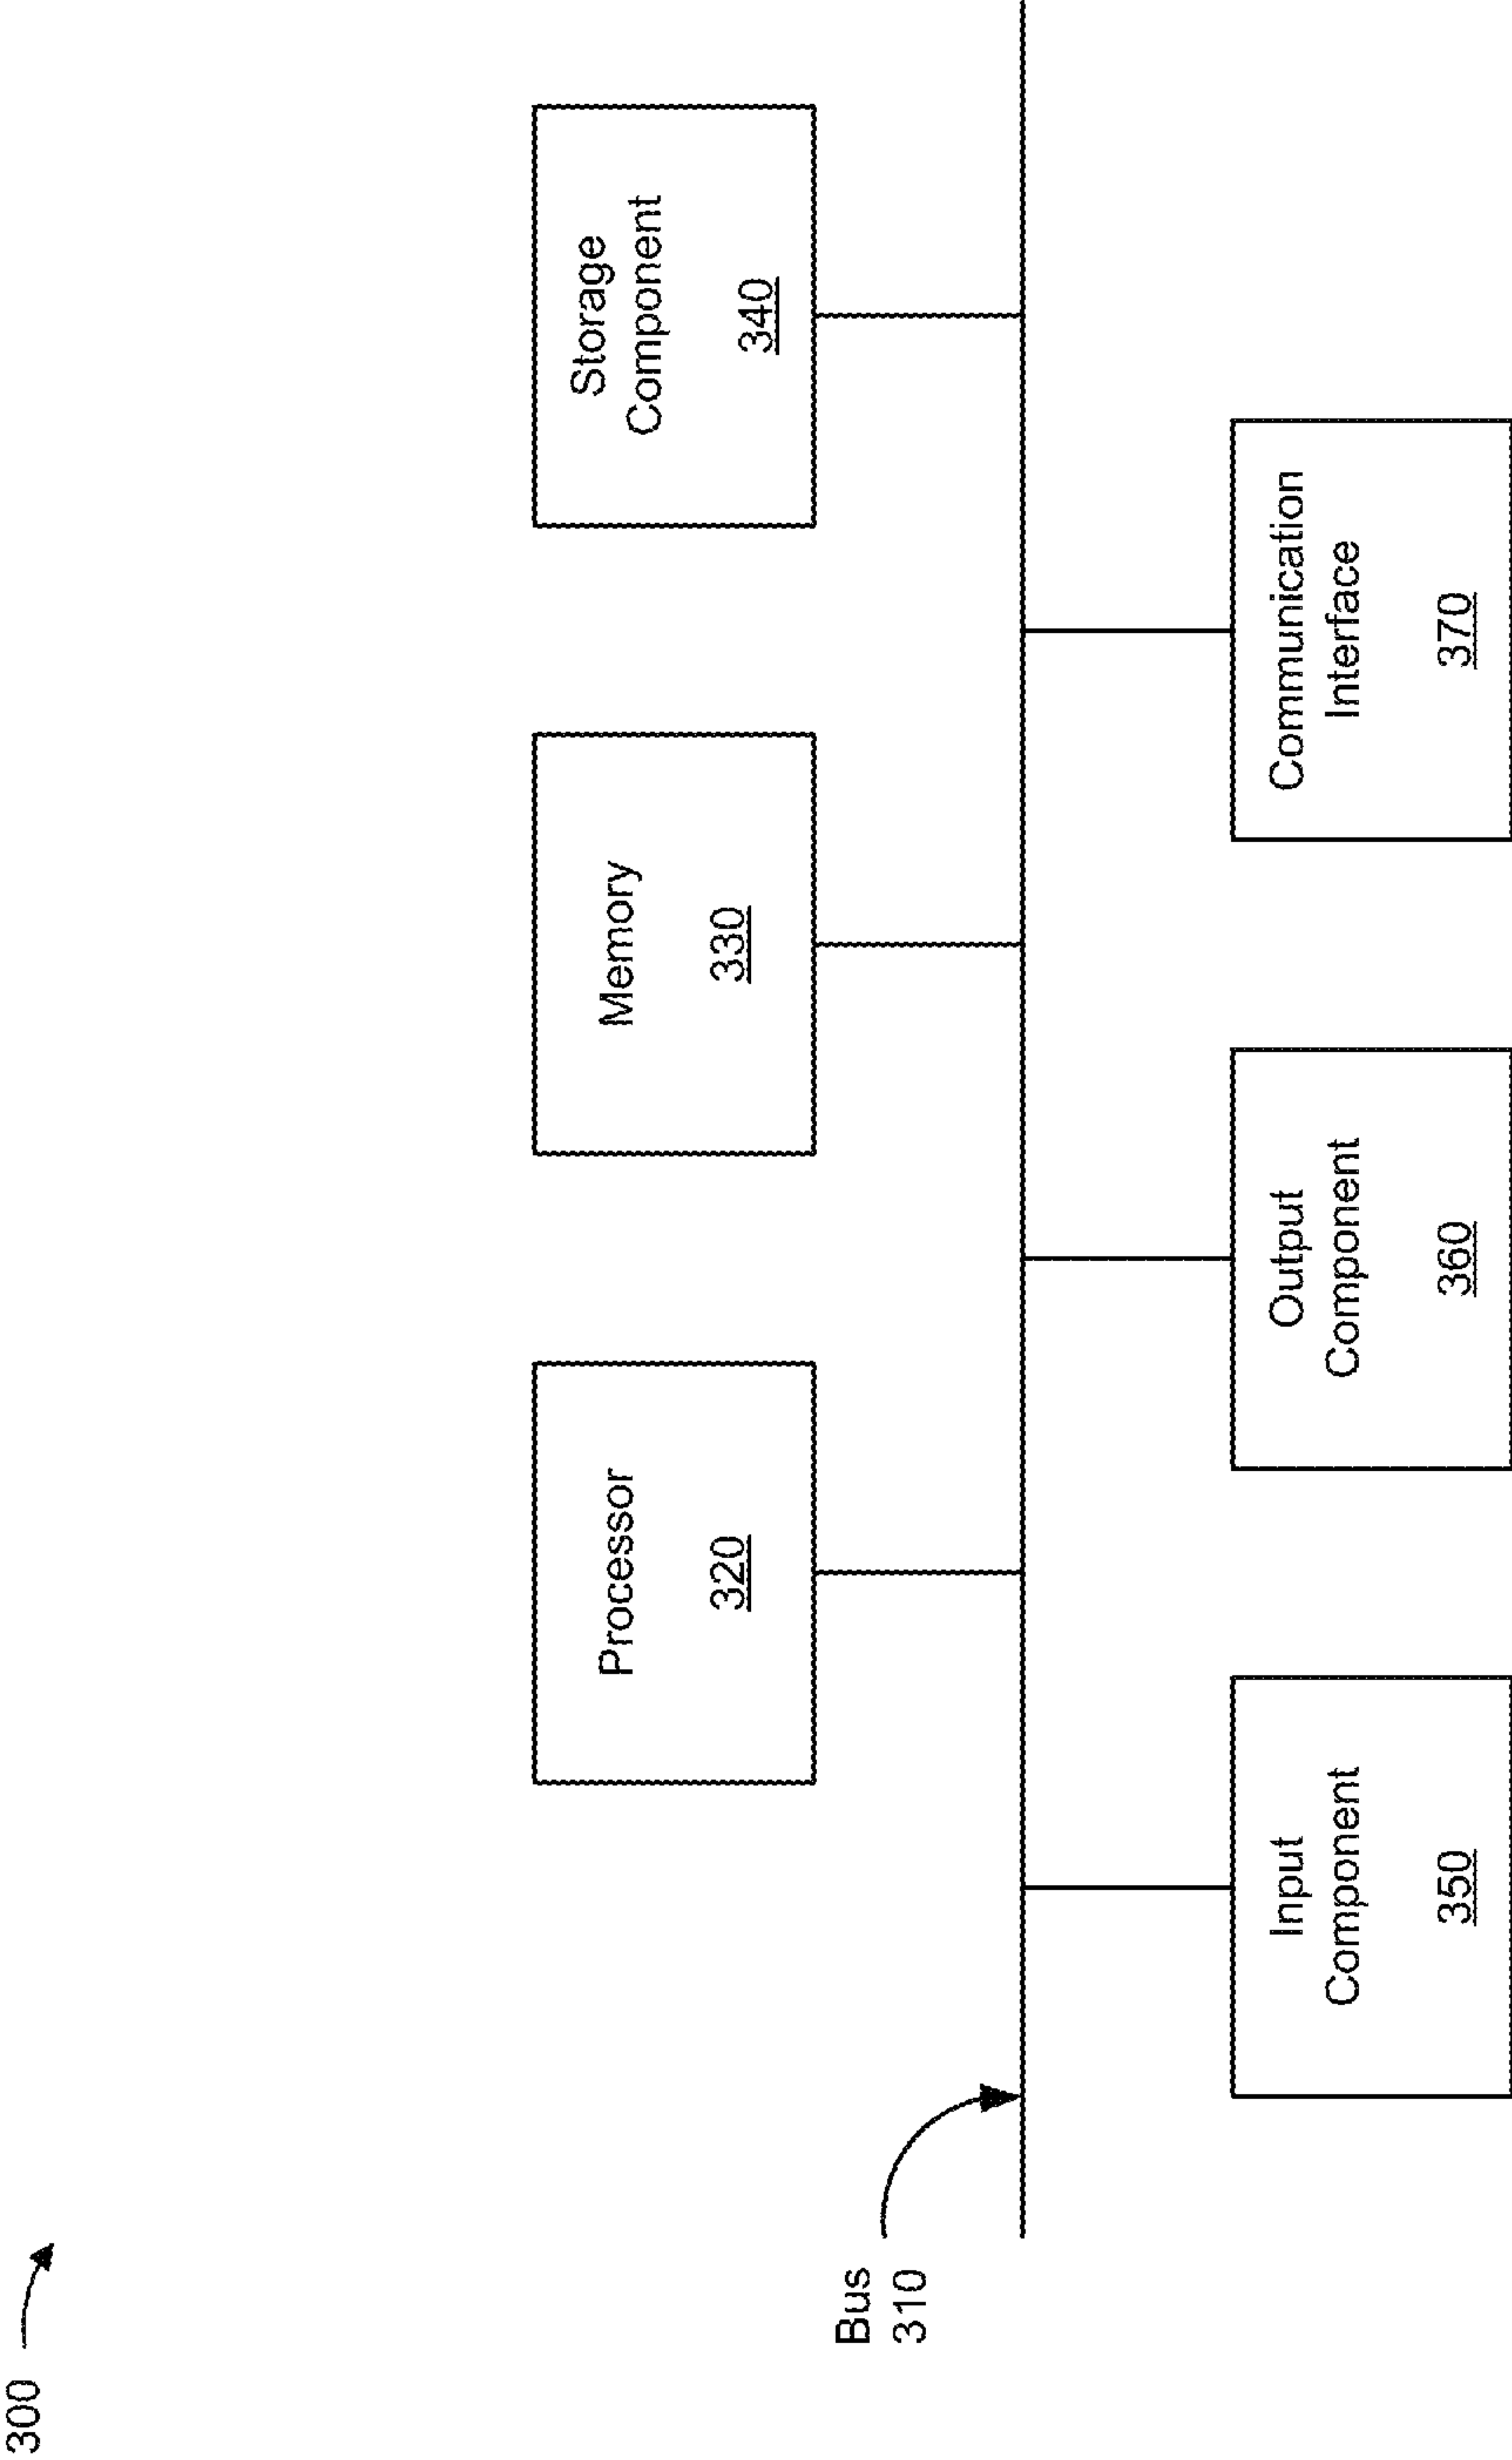 300
Processor
320
Memory
330
Storage
Component
340
Bus
310
Input
Component
350
Output
Component
360
Communication
Interface
370